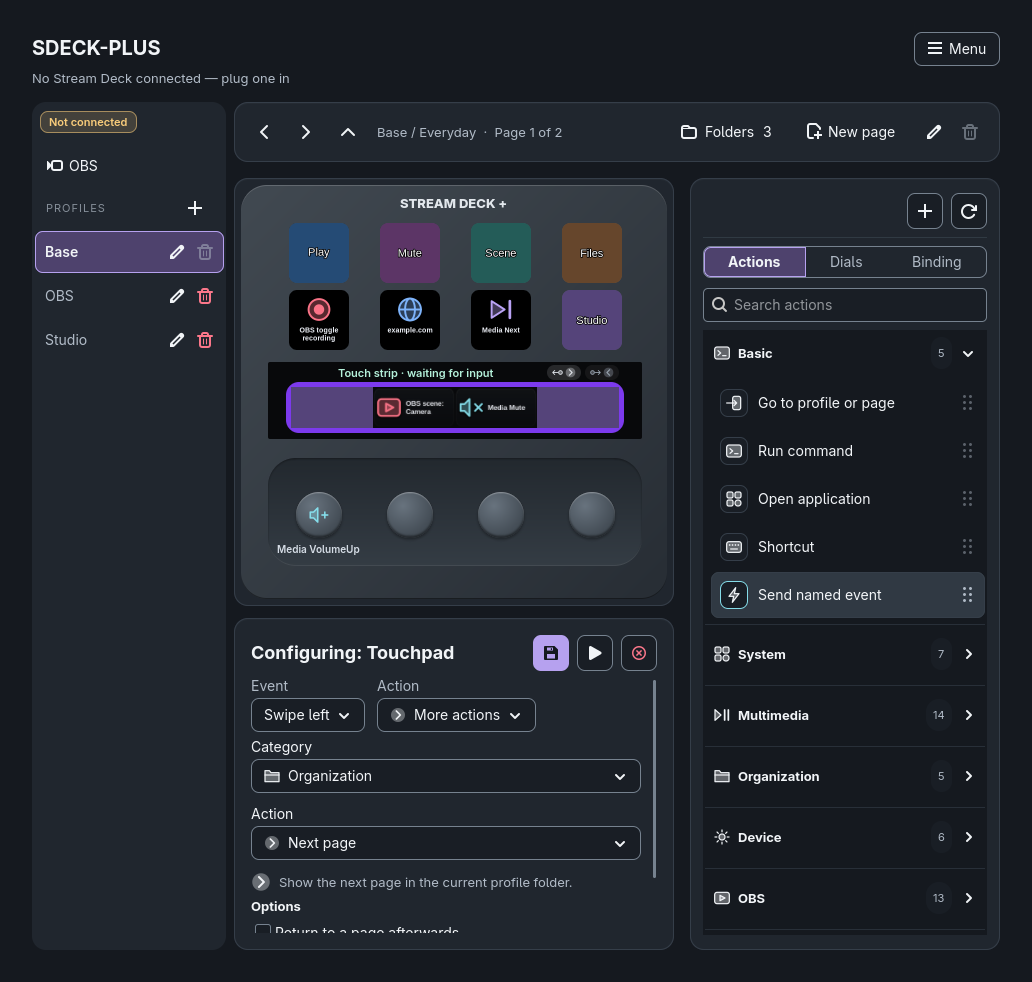 SDECK-PLUS
No Stream Deck connected — plug one in
Menu
Not connected
OBS
PROFILES
Base
OBS
Studio
Base / Everyday · Page 1 of 2
Folders 3
New page
STREAM DECK +
Play
Mute
Scene
Files
OBS toggle
recording
example.com
Media Next
Studio
Touch strip · waiting for input
OBS scene:
Camera
Media Mute
Media VolumeUp
Configuring: Touchpad
Event
Action
Swipe left
More actions
Category
Organization
Action
Next page
Show the next page in the current profile folder.
Options
Return to a page afterwards
Actions
Dials
Binding
Search actions
Basic 5
Go to profile or page
Run command
Open application
Shortcut
Send named event
System 7
Multimedia 14
Organization 5
Device 6
OBS 13